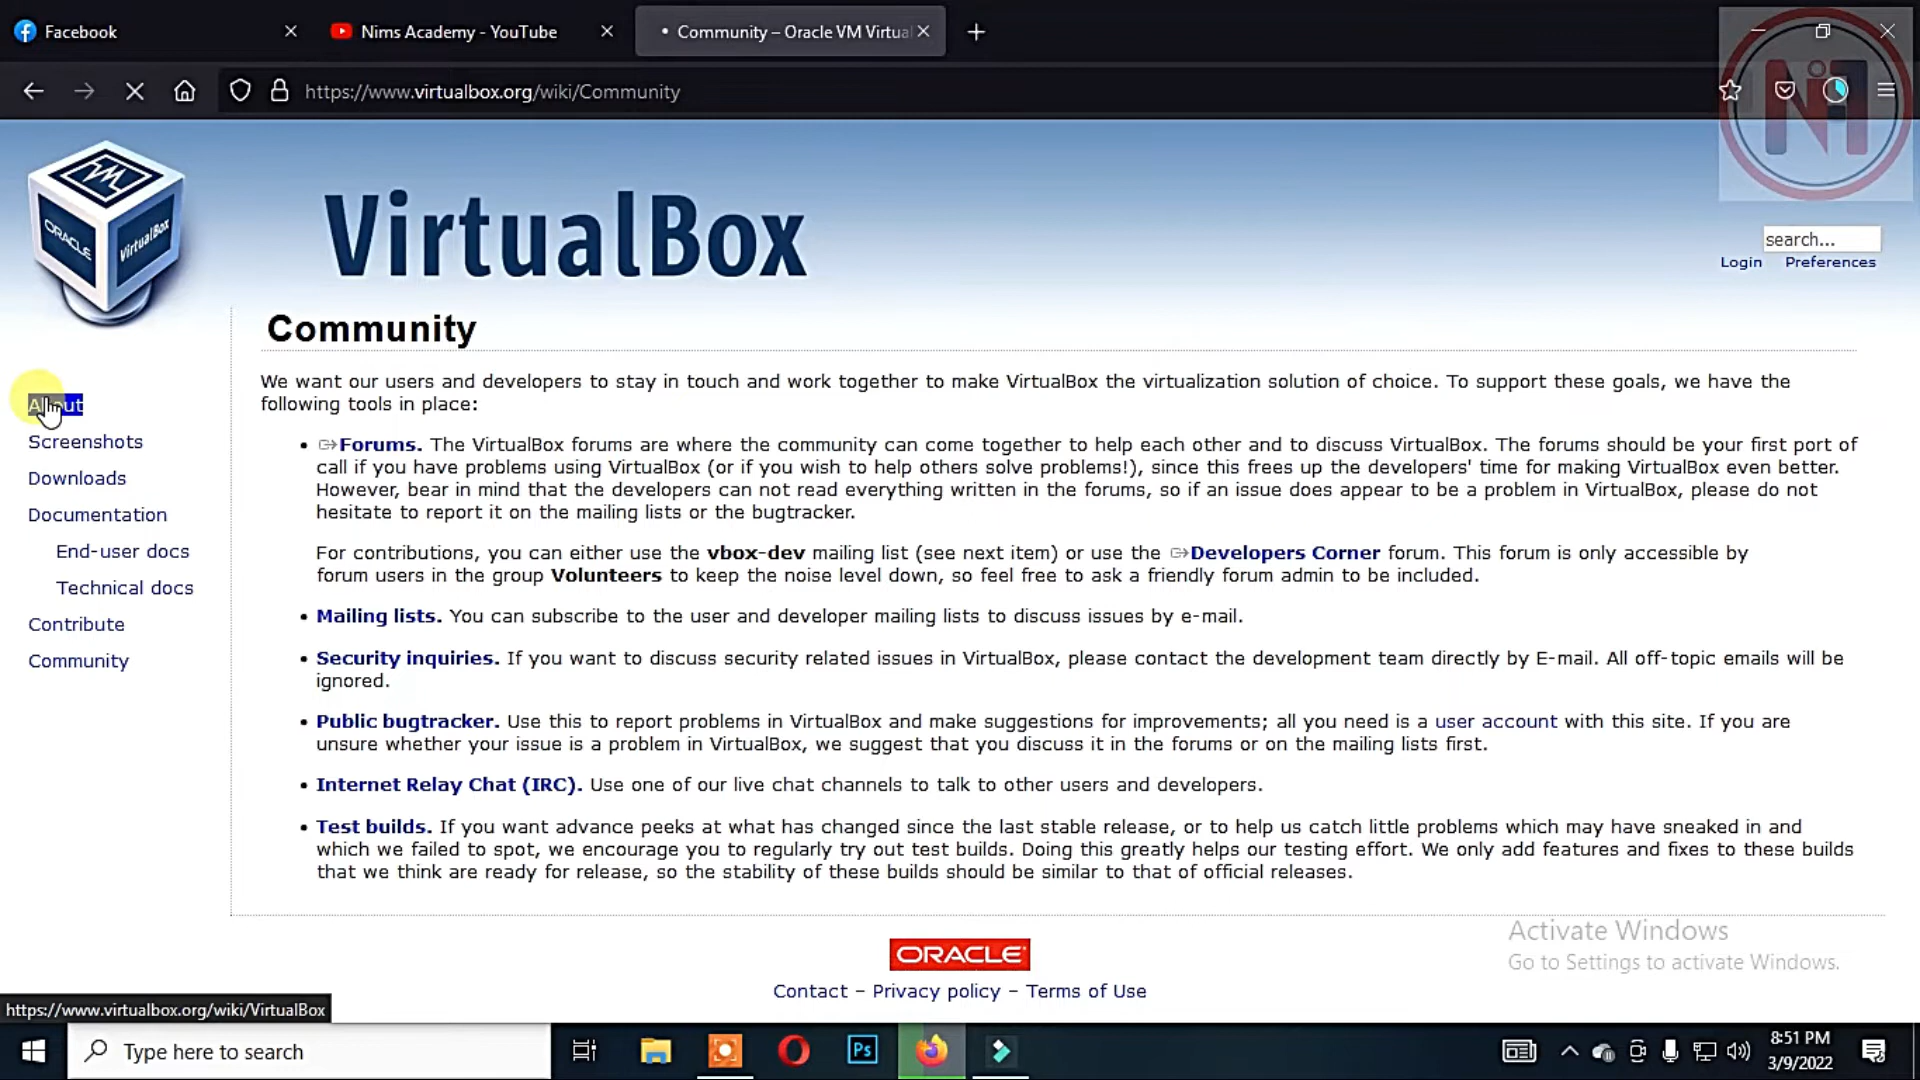 Facebook
Nims Academy - YouTube
Community – Oracle VM Virtual
https://www.virtualbox.org/wiki/Community
ORACLE
VirtualBox
VirtualBox
search...
Login Preferences
Community
About
Screenshots
Downloads
Documentation
End-user docs
Technical docs
Contribute
Community
We want our users and developers to stay in touch and work together to make VirtualBox the virtualization solution of choice. To support these goals, we have the
following tools in place:
• Forums. The VirtualBox forums are where the community can come together to help each other and to discuss VirtualBox. The forums should be your first port of
call if you have problems using VirtualBox (or if you wish to help others solve problems!), since this frees up the developers' time for making VirtualBox even better.
However, bear in mind that the developers can not read everything written in the forums, so if an issue does appear to be a problem in VirtualBox, please do not
hesitate to report it on the mailing lists or the bugtracker.
For contributions, you can either use the vbox-dev mailing list (see next item) or use the Developers Corner forum. This forum is only accessible by
forum users in the group Volunteers to keep the noise level down, so feel free to ask a friendly forum admin to be included.
• Mailing lists. You can subscribe to the user and developer mailing lists to discuss issues by e-mail.
• Security inquiries. If you want to discuss security related issues in VirtualBox, please contact the development team directly by E-mail. All off-topic emails will be
ignored.
• Public bugtracker. Use this to report problems in VirtualBox and make suggestions for improvements; all you need is a user account with this site. If you are
unsure whether your issue is a problem in VirtualBox, we suggest that you discuss it in the forums or on the mailing lists first.
• Internet Relay Chat (IRC). Use one of our live chat channels to talk to other users and developers.
• Test builds. If you want advance peeks at what has changed since the last stable release, or to help us catch little problems which may have sneaked in and
which we failed to spot, we encourage you to regularly try out test builds. Doing this greatly helps our testing effort. We only add features and fixes to these builds
that we think are ready for release, so the stability of these builds should be similar to that of official releases.
Activate Windows
Go to Settings to activate Windows.
ORACLE
Contact – Privacy policy – Terms of Use
https://www.virtualbox.org/wiki/VirtualBox
Type here to search
Ps
8:51 PM
3/9/2022